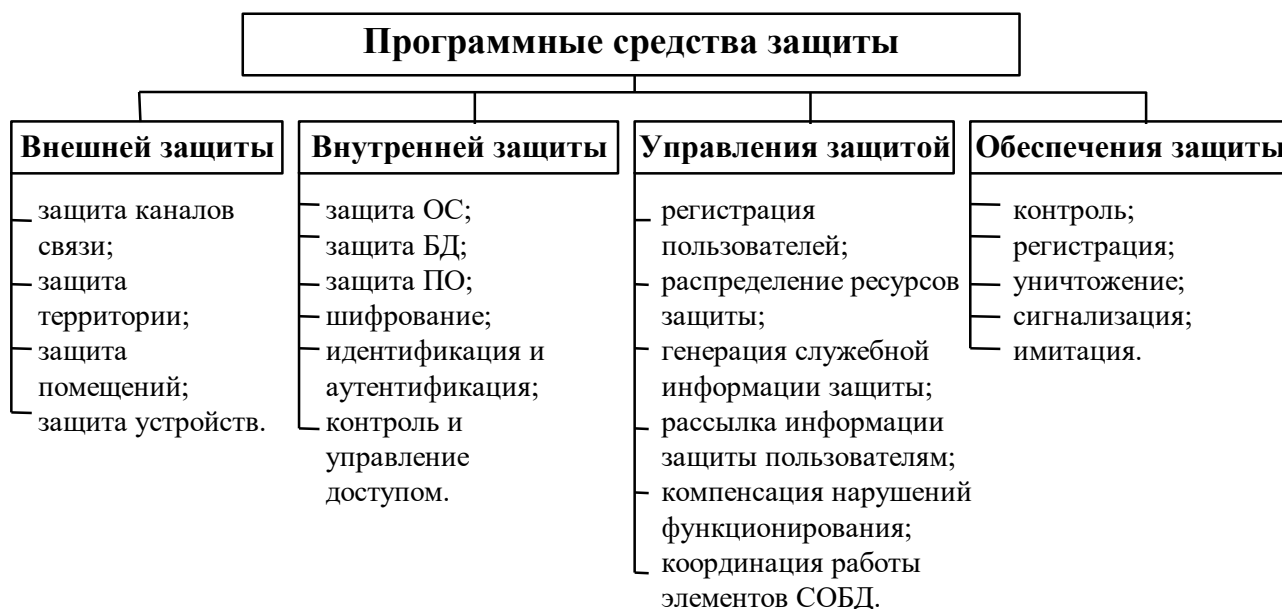 Программные средства защиты
Внешней защиты
защита каналов
связи;
защита
территории;
защита
помещений;
защита устройств.
Внутренней защиты
защита ОС;
защита БД;
защита ПО;
шифрование;
идентификация и
аутентификация;
контроль и
управление
доступом.
Управления защитой
регистрация
пользователей;
распределение ресурсов
защиты;
генерация служебной
информации защиты;
рассылка информации
защиты пользователям;
компенсация нарушений
функционирования;
координация работы
элементов СОБД.
Обеспечения защиты
контроль;
регистрация;
уничтожение;
сигнализация;
имитация.